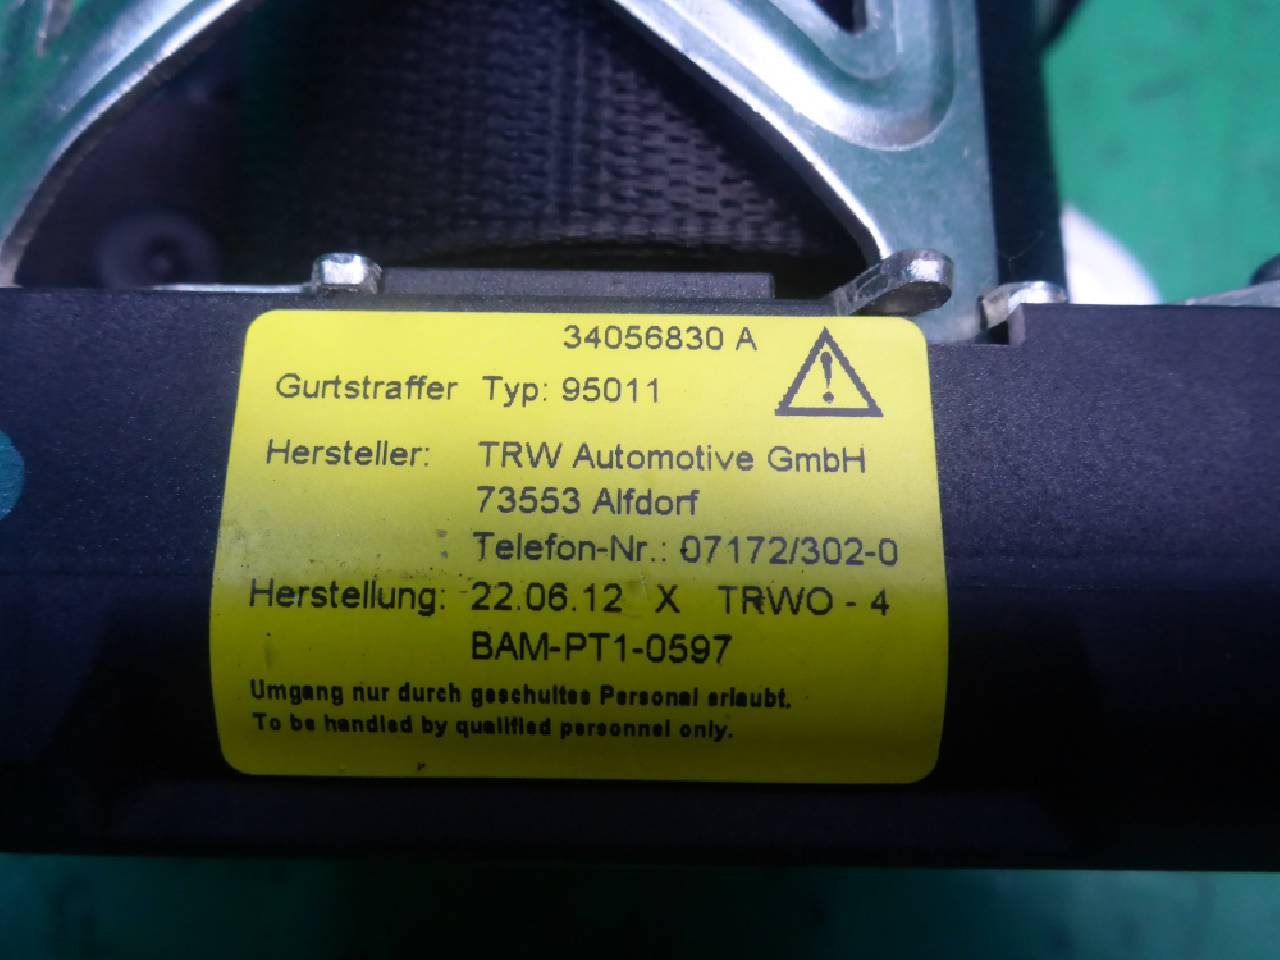 34056830 A
Gurtstraffer Typ: 95011
Hersteller: TRW Automotive GmbH
73553 Alfdorf
Telefon-Nr.: 07172/302-0
Herstellung: 22.06.12 X TRWO - 4
BAM-PT1-0597
Umgang nur durch geschultes Personal erlaubt.
To be handled by qualified personnel only.